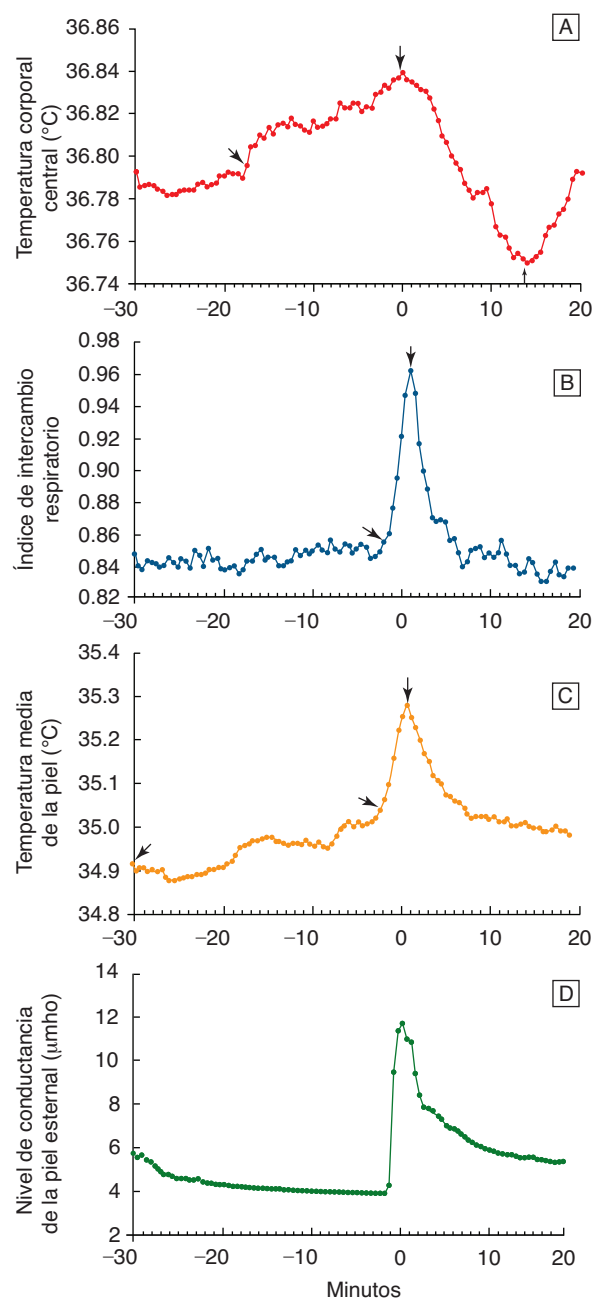 A
Temperatura corporal
central (°C)
36.86
36.84
36.82
36.80
36.78
36.76
36.74
−30 −20 −10 0 10 20
B
Índice de intercambio
respiratorio
0.98
0.96
0.92
0.90
0.86
0.84
0.82
−30 −20 −10 0 10 20
C
Temperatura media
de la piel (°C)
35.4
35.3
35.2
35.1
35.0
34.9
34.8
−30 −20 −10 0 10 20
D
Nivel de conductancia
de la piel esternal (µmho)
14
12
10
8
6
4
2
−30 −20 −10 0 10 20
Minutos